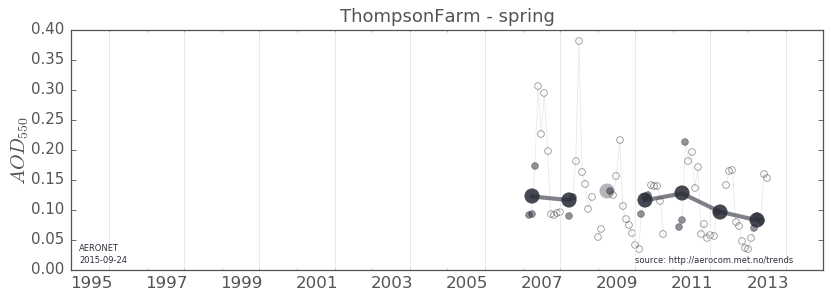 ThompsonFarm - spring
0.40
0.35
0.30
0.25
0.20
0.15
0.10
0.05
0.00
AOD550
AERONET
2015-09-24
source: http://aerocom.met.no/trends
1995 1997 1999 2001 2003 2005 2007 2009 2011 2013